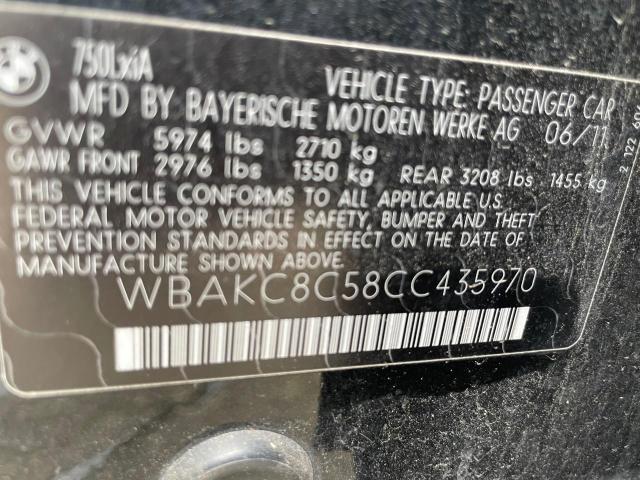 750LxiA
VEHICLE TYPE: PASSENGER CAR
MFD BY BAYERISCHE MOTOREN WERKE AG 06/11
GVWR 5974 lbs 2710 kg
GAWR FRONT 2976 lbs 1350 kg REAR 3208 lbs 1455 kg
THIS VEHICLE CONFORMS TO ALL APPLICABLE U.S.
FEDERAL MOTOR VEHICLE SAFETY, BUMPER AND THEFT
PREVENTION STANDARDS IN EFFECT ON THE DATE OF
MANUFACTURE SHOWN ABOVE.
WBAKC8C58CC435970